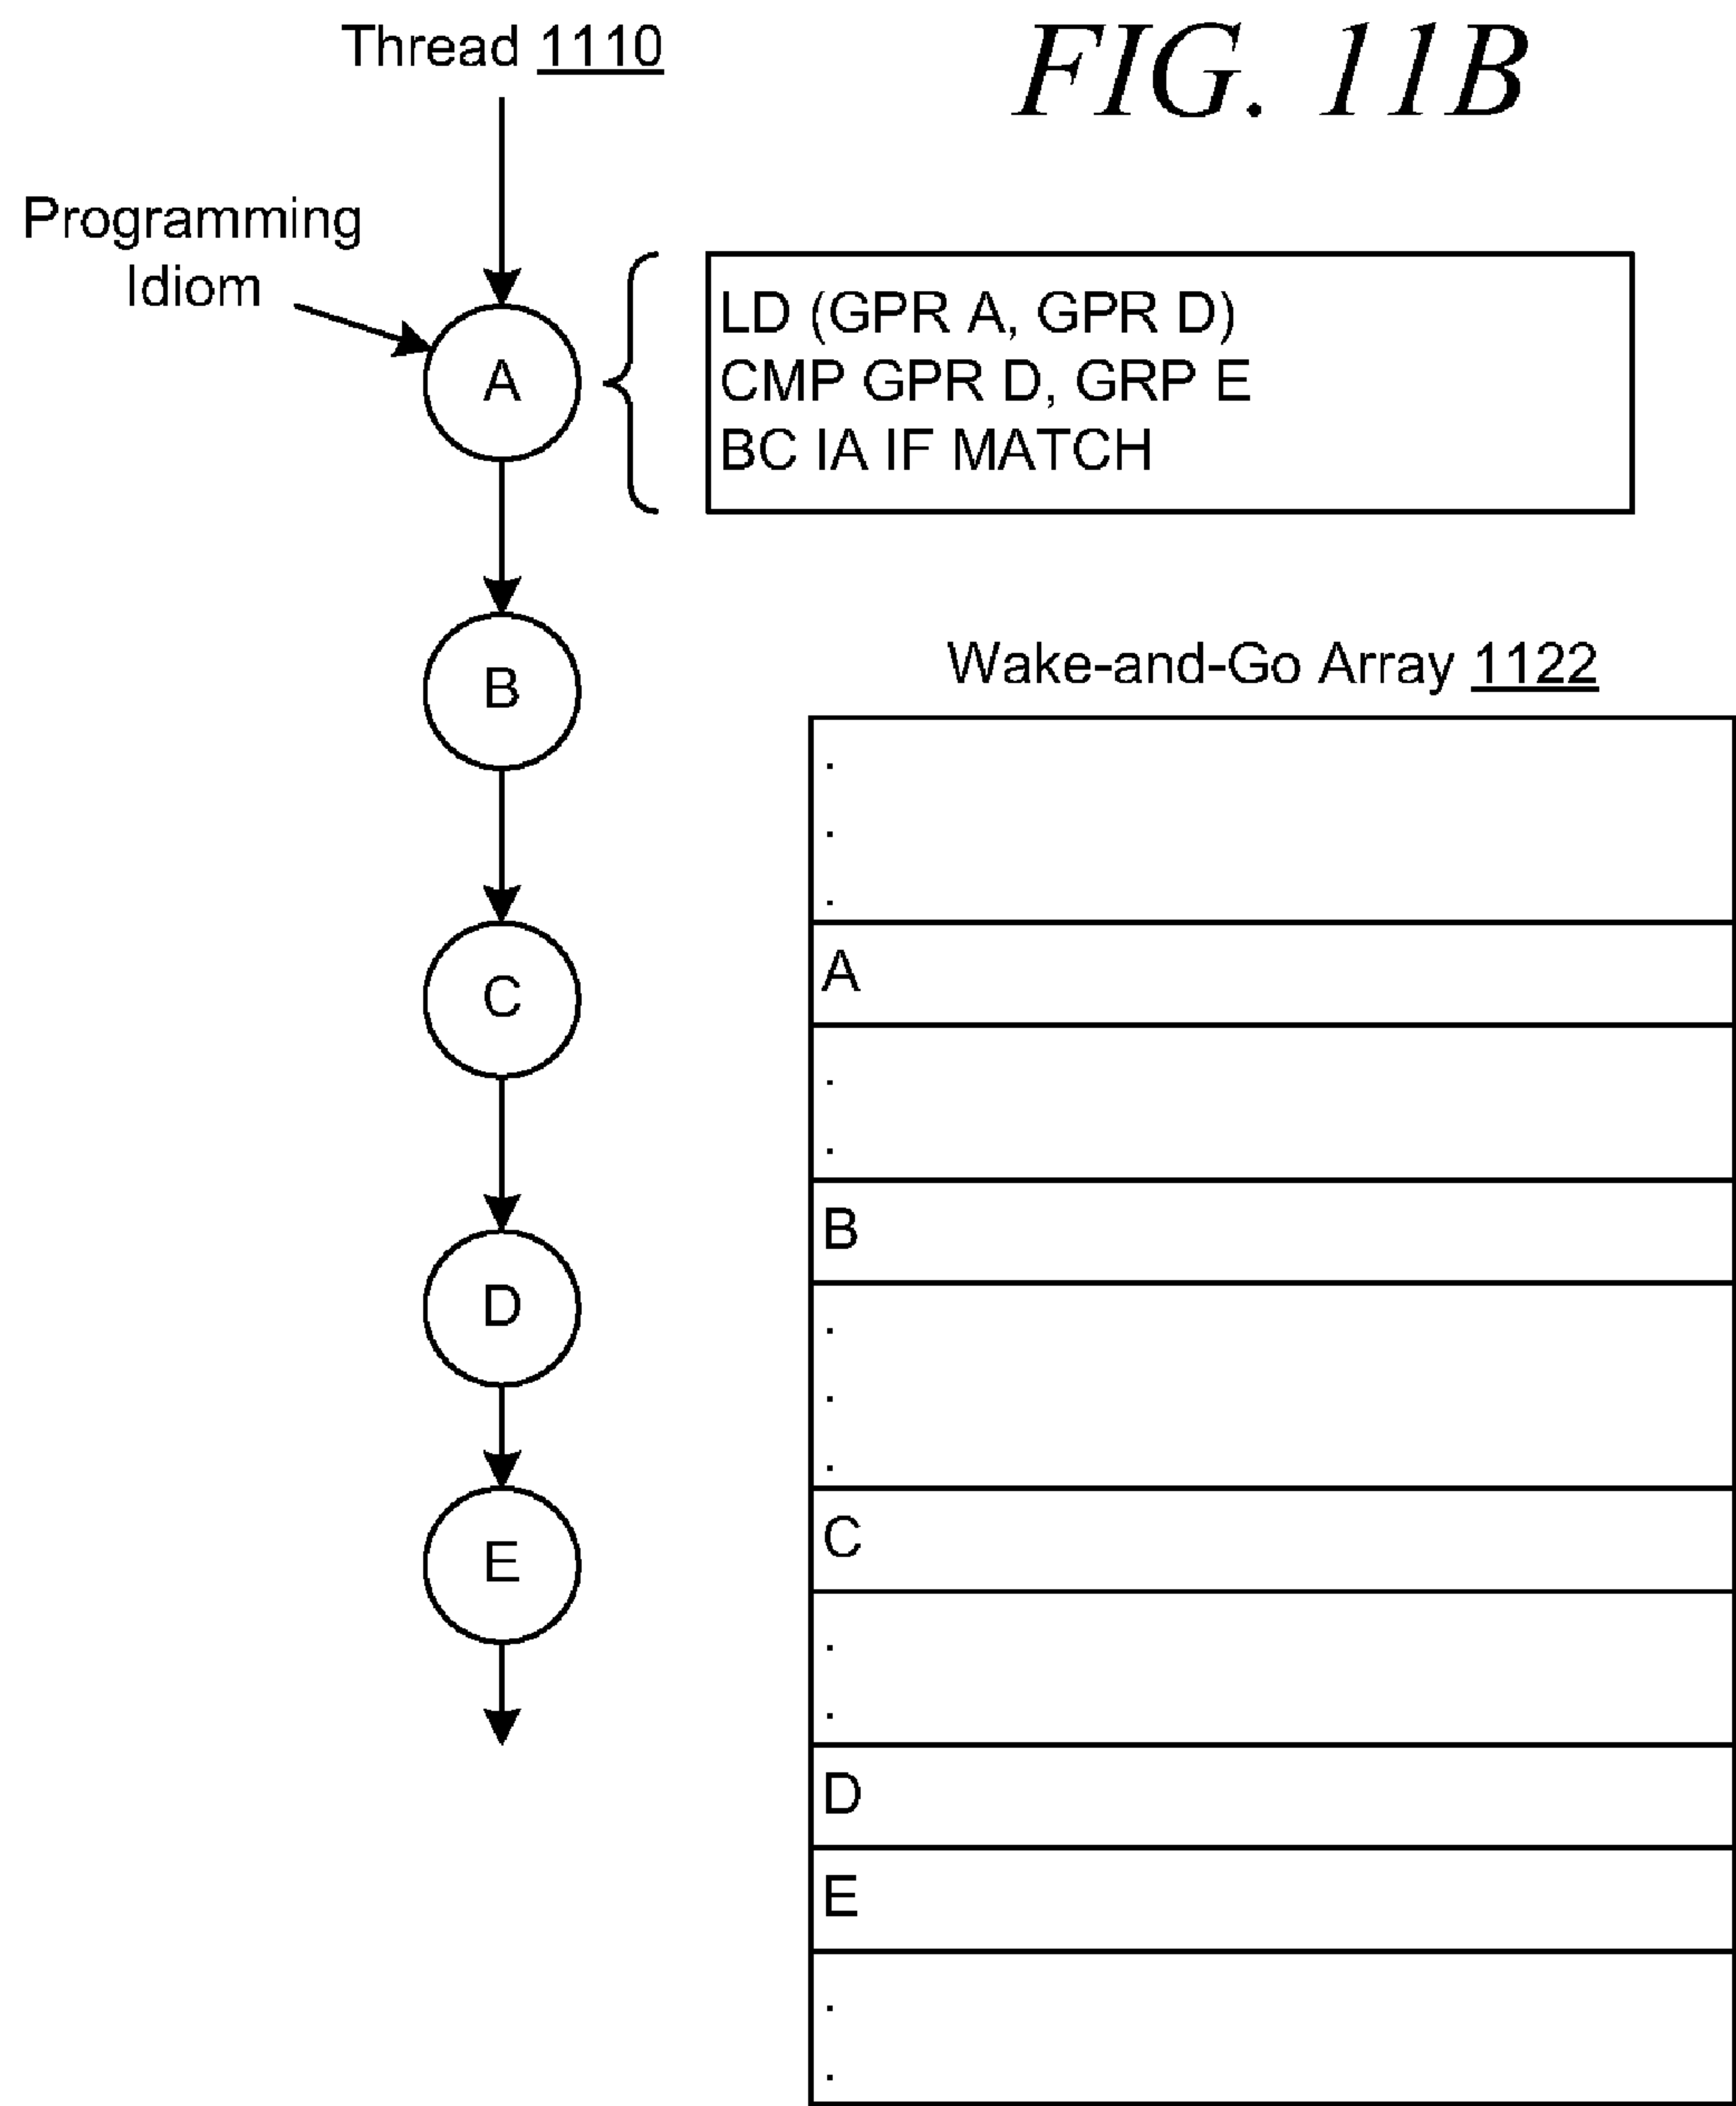 Thread 1110
FIG. 11B
Programming
Idiom
A
LD (GPR A, GPR D)
CMP GPR D, GRP E
BC IA IF MATCH
B
C
D
E
Wake-and-Go Array 1122
.
.
.
A
.
.
B
.
.
.
C
.
.
D
E
.
.